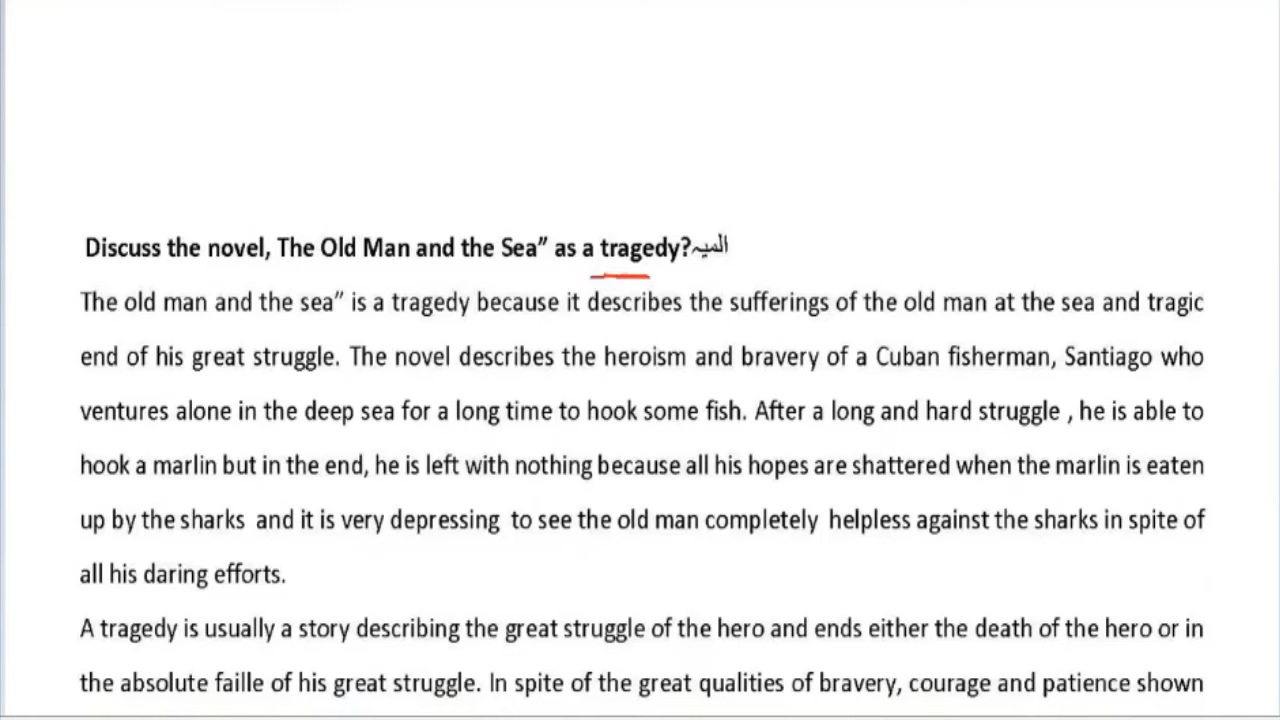 Discuss the novel, The Old Man and the Sea” as a tragedy?المیہ
The old man and the sea” is a tragedy because it describes the sufferings of the old man at the sea and tragic
end of his great struggle. The novel describes the heroism and bravery of a Cuban fisherman, Santiago who
ventures alone in the deep sea for a long time to hook some fish. After a long and hard struggle , he is able to
hook a marlin but in the end, he is left with nothing because all his hopes are shattered when the marlin is eaten
up by the sharks and it is very depressing to see the old man completely helpless against the sharks in spite of
all his daring efforts.
A tragedy is usually a story describing the great struggle of the hero and ends either the death of the hero or in
the absolute faille of his great struggle. In spite of the great qualities of bravery, courage and patience shown